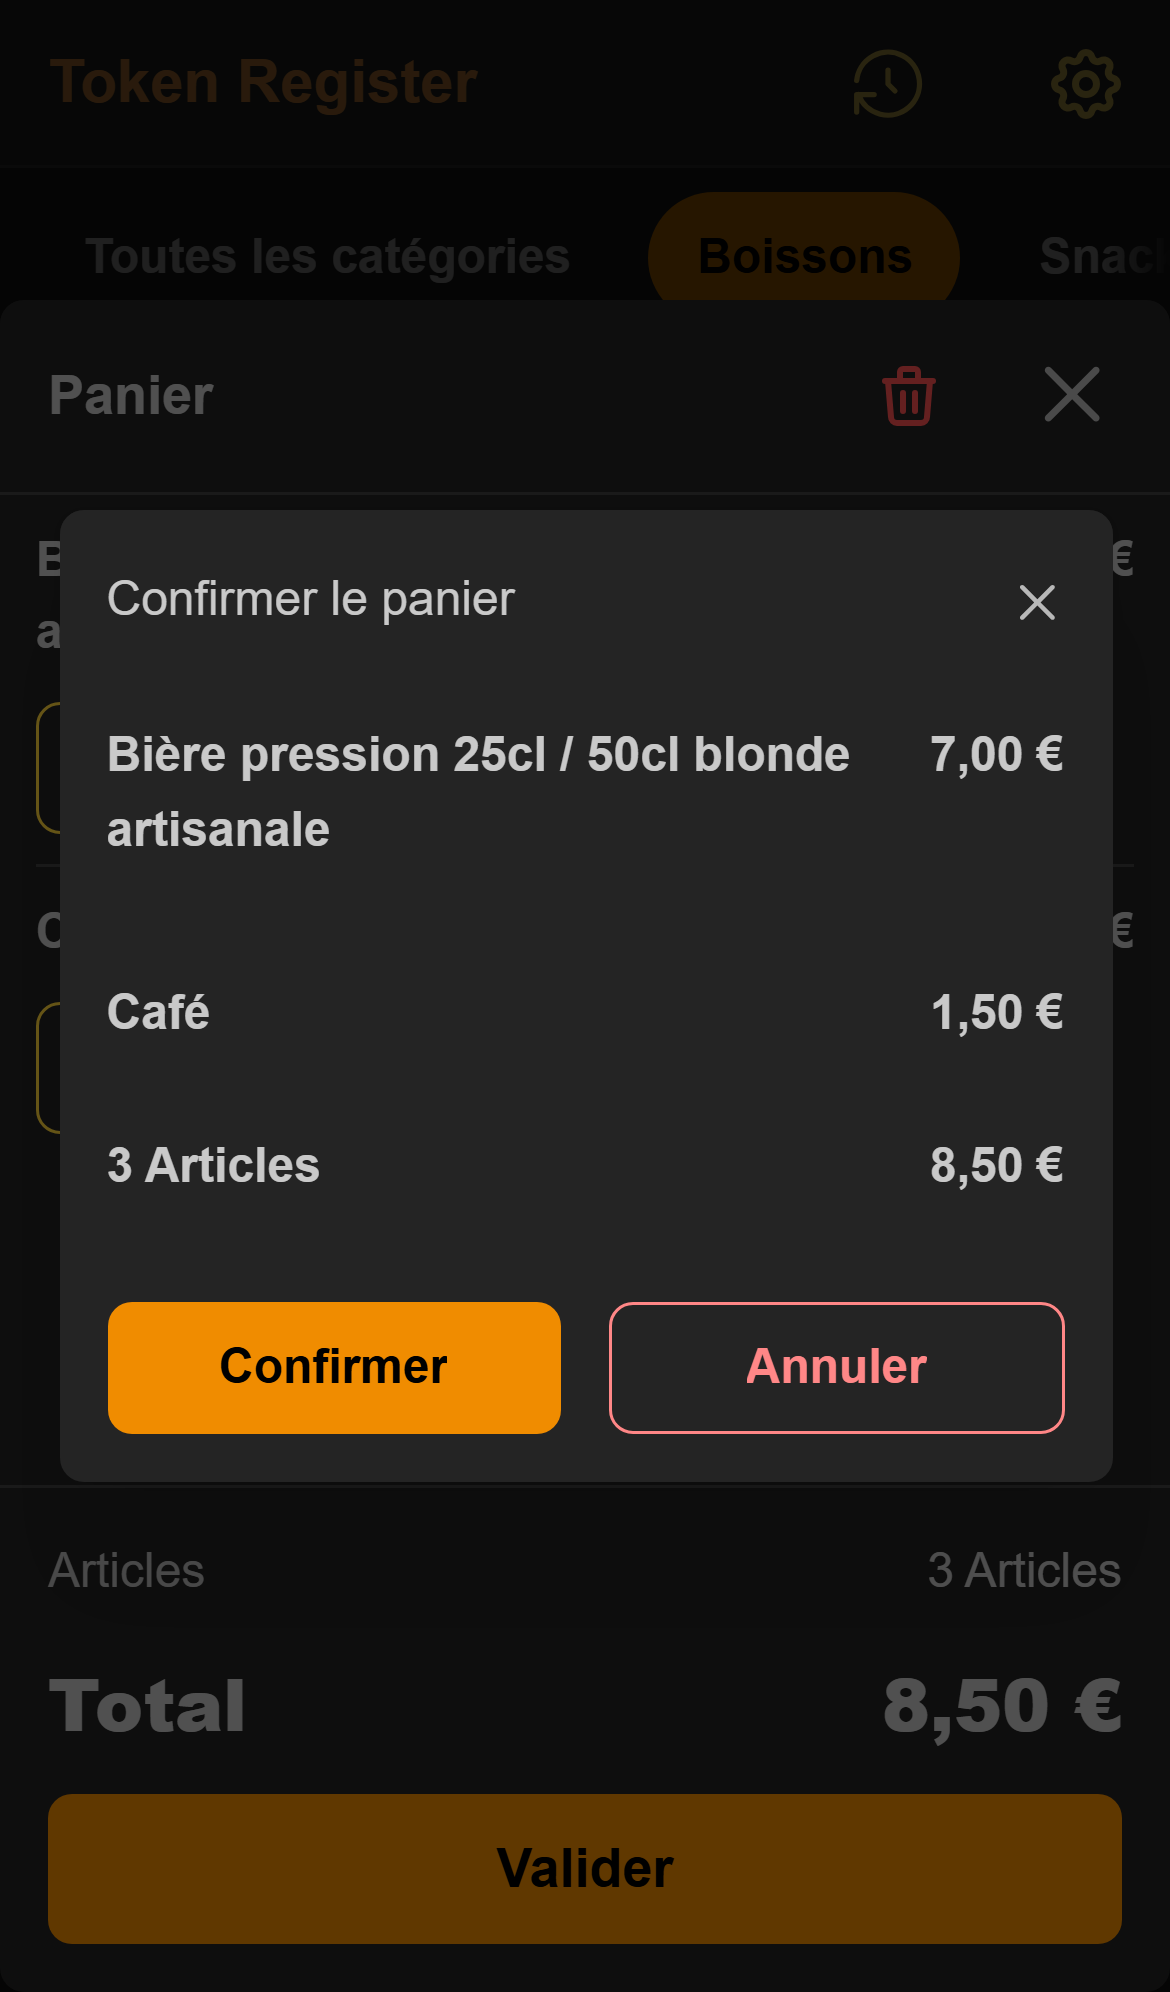 Token Register
Toutes les catégories Boissons Snac
Panier
Confirmer le panier
Bière pression 25cl / 50cl blonde 7,00 €
artisanale
Café 1,50 €
3 Articles 8,50 €
Confirmer Annuler
Articles 3 Articles
Total 8,50 €
Valider